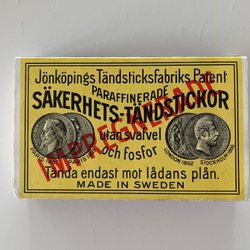 Jönköpings Tändsticksfabriks Patent
PARAFFINERADE
SÄKERHETS-TÄNDSTICKOR
IMPREGNERADE
utan svafvel
och fosfor
LONDON 1862 STOCKHOLM 1866
Tända endast mot lådans plån.
MADE IN SWEDEN